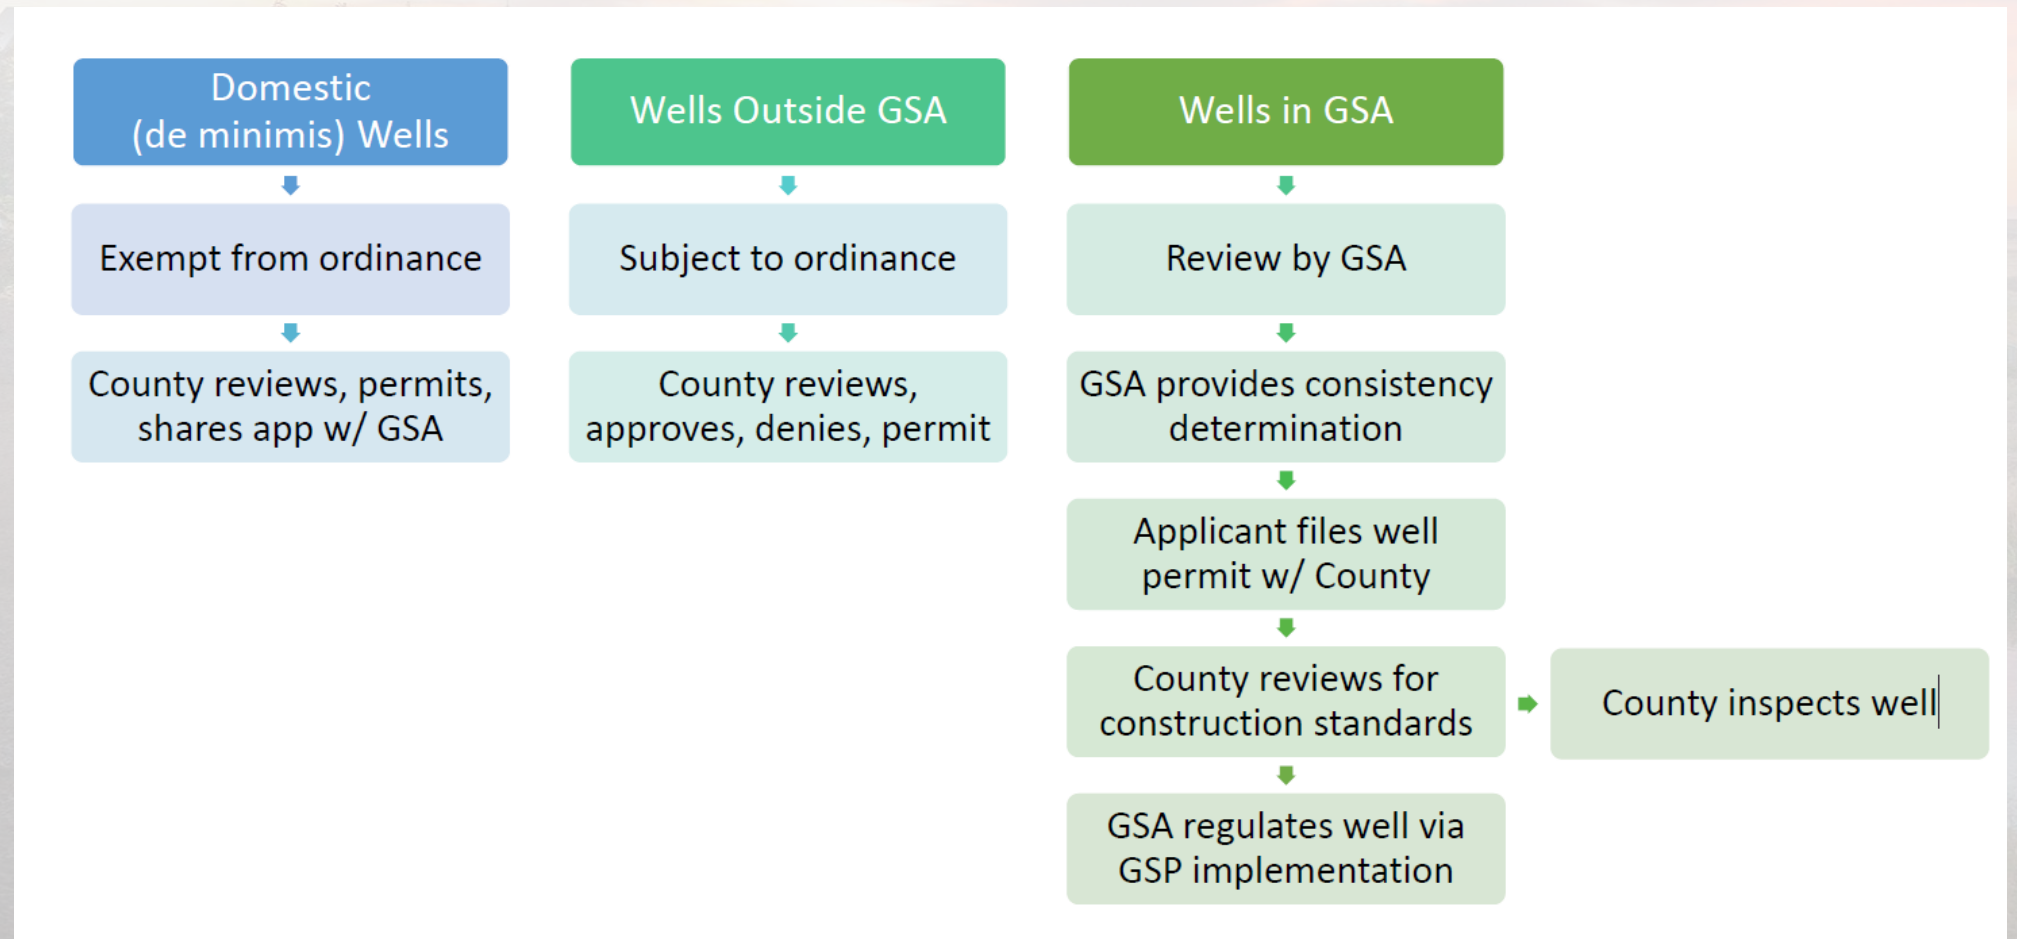 Domestic
(de minimis) Wells
Exempt from ordinance
County reviews, permits,
shares app w/ GSA
Wells Outside GSA
Subject to ordinance
County reviews,
approves, denies, permit
Wells in GSA
Review by GSA
GSA provides consistency
determination
Applicant files well
permit w/ County
County reviews for
construction standards
County inspects well
GSA regulates well via
GSP implementation